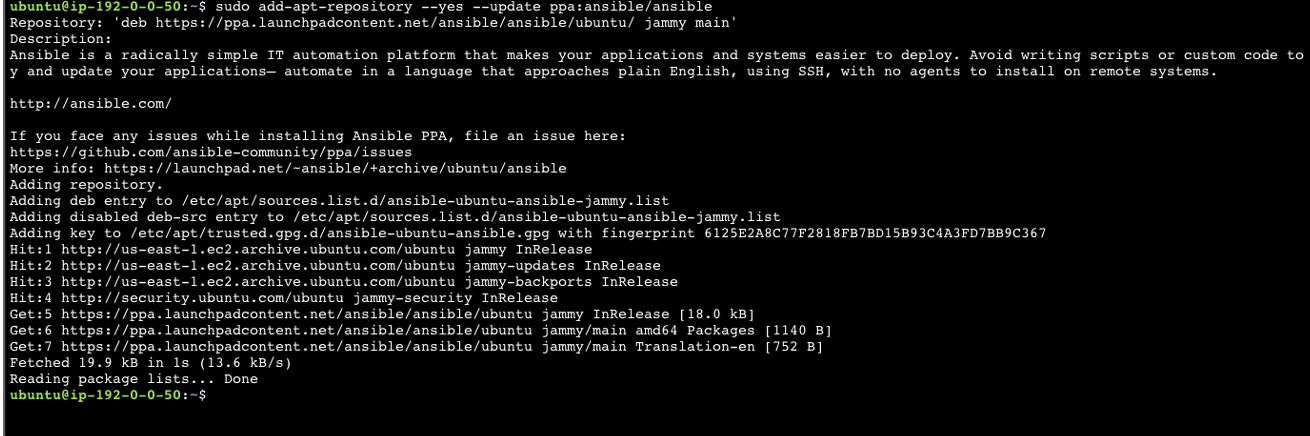 ubuntu@ip-192-0-0-50:~$ sudo add-apt-repository --yes --update ppa:ansible/ansible
Repository: 'deb https://ppa.launchpadcontent.net/ansible/ansible/ubuntu/ jammy main'
Description:
Ansible is a radically simple IT automation platform that makes your applications and systems easier to deploy. Avoid writing scripts or custom code to
y and update your applications— automate in a language that approaches plain English, using SSH, with no agents to install on remote systems.
http://ansible.com/
If you face any issues while installing Ansible PPA, file an issue here:
https://github.com/ansible-community/ppa/issues
More info: https://launchpad.net/~ansible/+archive/ubuntu/ansible
Adding repository.
Adding deb entry to /etc/apt/sources.list.d/ansible-ubuntu-ansible-jammy.list
Adding disabled deb-src entry to /etc/apt/sources.list.d/ansible-ubuntu-ansible-jammy.list
Adding key to /etc/apt/trusted.gpg.d/ansible-ubuntu-ansible.gpg with fingerprint 6125E2A8C77F2818FB7BD15B93C4A3FD7BB9C367
Hit:1 http://us-east-1.ec2.archive.ubuntu.com/ubuntu jammy InRelease
Hit:2 http://us-east-1.ec2.archive.ubuntu.com/ubuntu jammy-updates InRelease
Hit:3 http://us-east-1.ec2.archive.ubuntu.com/ubuntu jammy-backports InRelease
Hit:4 http://security.ubuntu.com/ubuntu jammy-security InRelease
Get:5 https://ppa.launchpadcontent.net/ansible/ansible/ubuntu jammy InRelease [18.0 kB]
Get:6 https://ppa.launchpadcontent.net/ansible/ansible/ubuntu jammy/main amd64 Packages [1140 B]
Get:7 https://ppa.launchpadcontent.net/ansible/ansible/ubuntu jammy/main Translation-en [752 B]
Fetched 19.9 kB in 1s (13.6 kB/s)
Reading package lists... Done
ubuntu@ip-192-0-0-50:~$